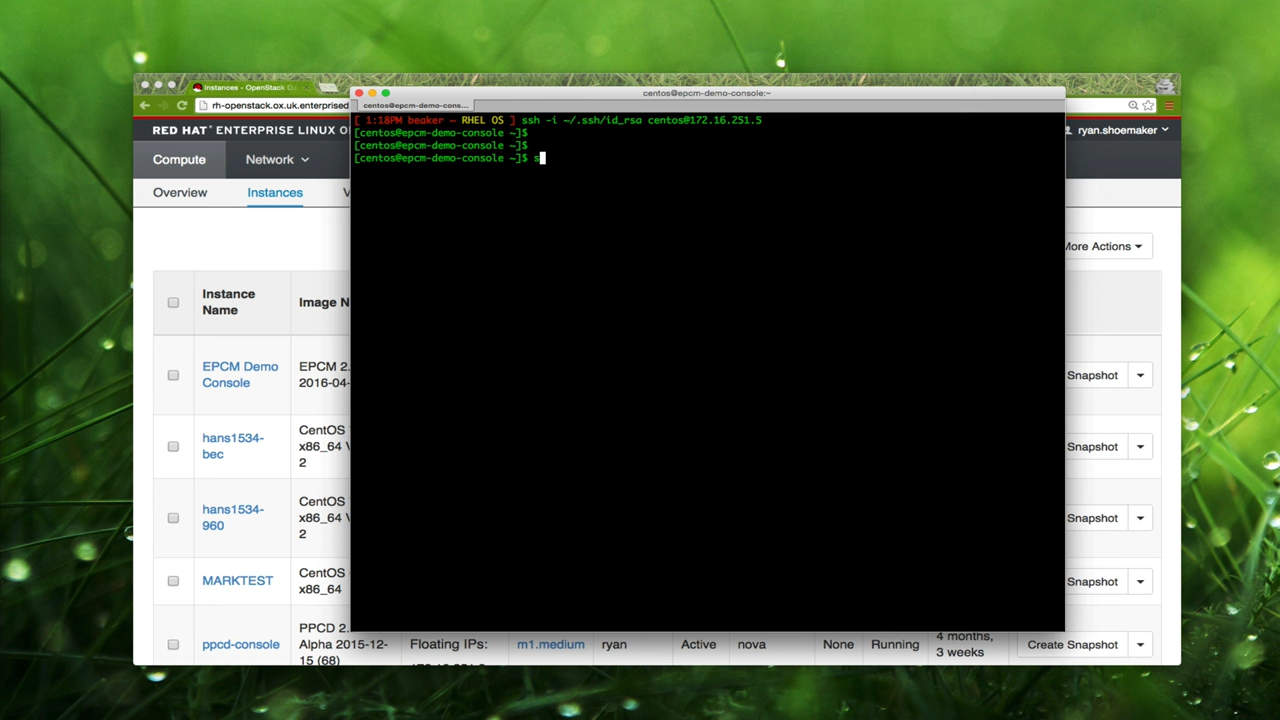 Instances - OpenStack Da
rh-openstack.ox.uk.enterprised
RED HAT ENTERPRISE LINUX O
ryan.shoemaker
Compute
Network
Overview
Instances
V
More Actions
Instance
Name
Image N
EPCM Demo
Console
EPCM 2.
2016-04-
Snapshot
hans1534-
bec
CentOS
x86_64 V
2
Snapshot
hans1534-
960
CentOS
x86_64 V
2
Snapshot
MARKTEST
CentOS
x86_64
Snapshot
ppcd-console
PPCD 2.
Alpha 2015-12-
15 (68)
Floating IPs:
m1.medium
ryan
Active
nova
None
Running
4 months,
3 weeks
Create Snapshot
centos@epcm-demo-console:~
centos@epcm-demo-cons...
[ 1:18PM beaker – RHEL OS ] ssh -i ~/.ssh/id_rsa centos@172.16.251.5
[centos@epcm-demo-console ~]$
[centos@epcm-demo-console ~]$
[centos@epcm-demo-console ~]$ s